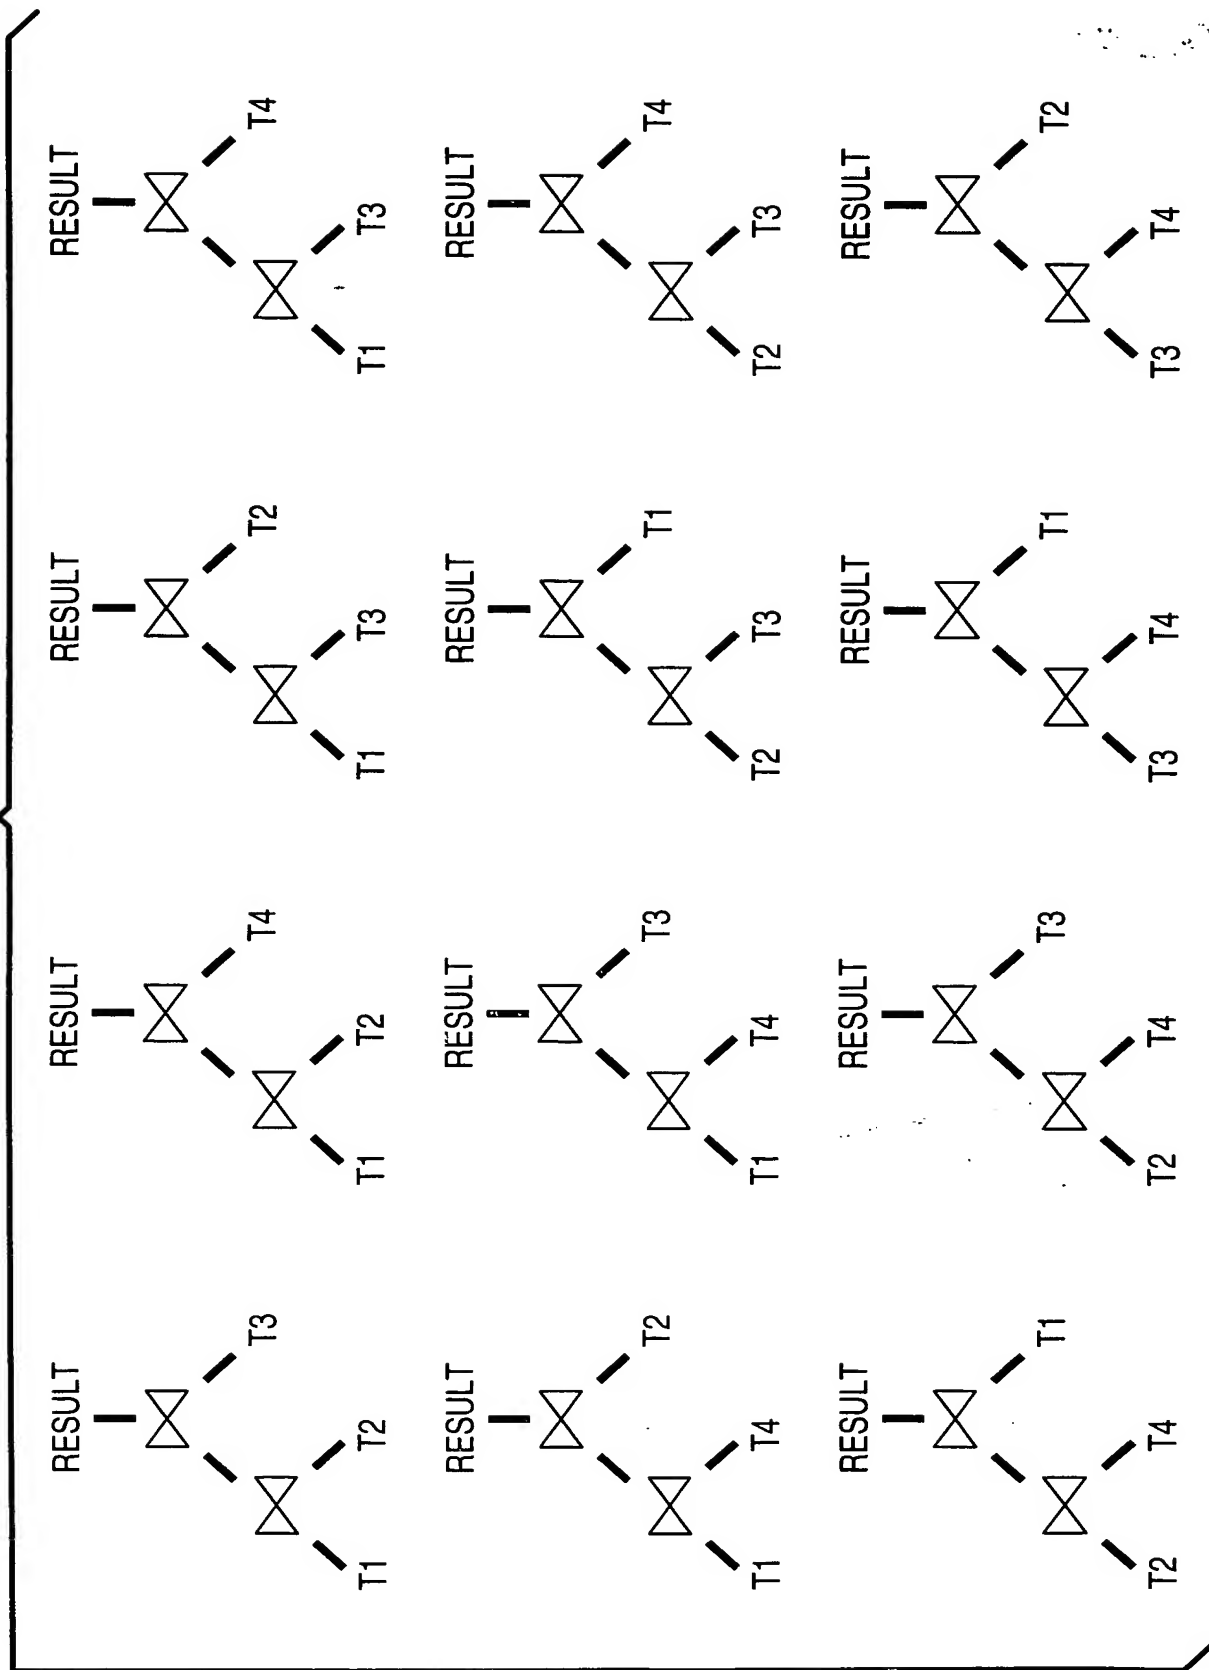 RESULT RESULT RESULT RESULT
T3 T4 T2 T4
T1 T2 T1 T2 T1 T3 T1 T3
RESULT RESULT RESULT RESULT
T2 T3 T1 T4
T1 T4 T1 T4 T2 T3 T2 T3
RESULT RESULT RESULT RESULT
T1 T3 T1 T2
T2 T4 T2 T4 T3 T4 T3 T4